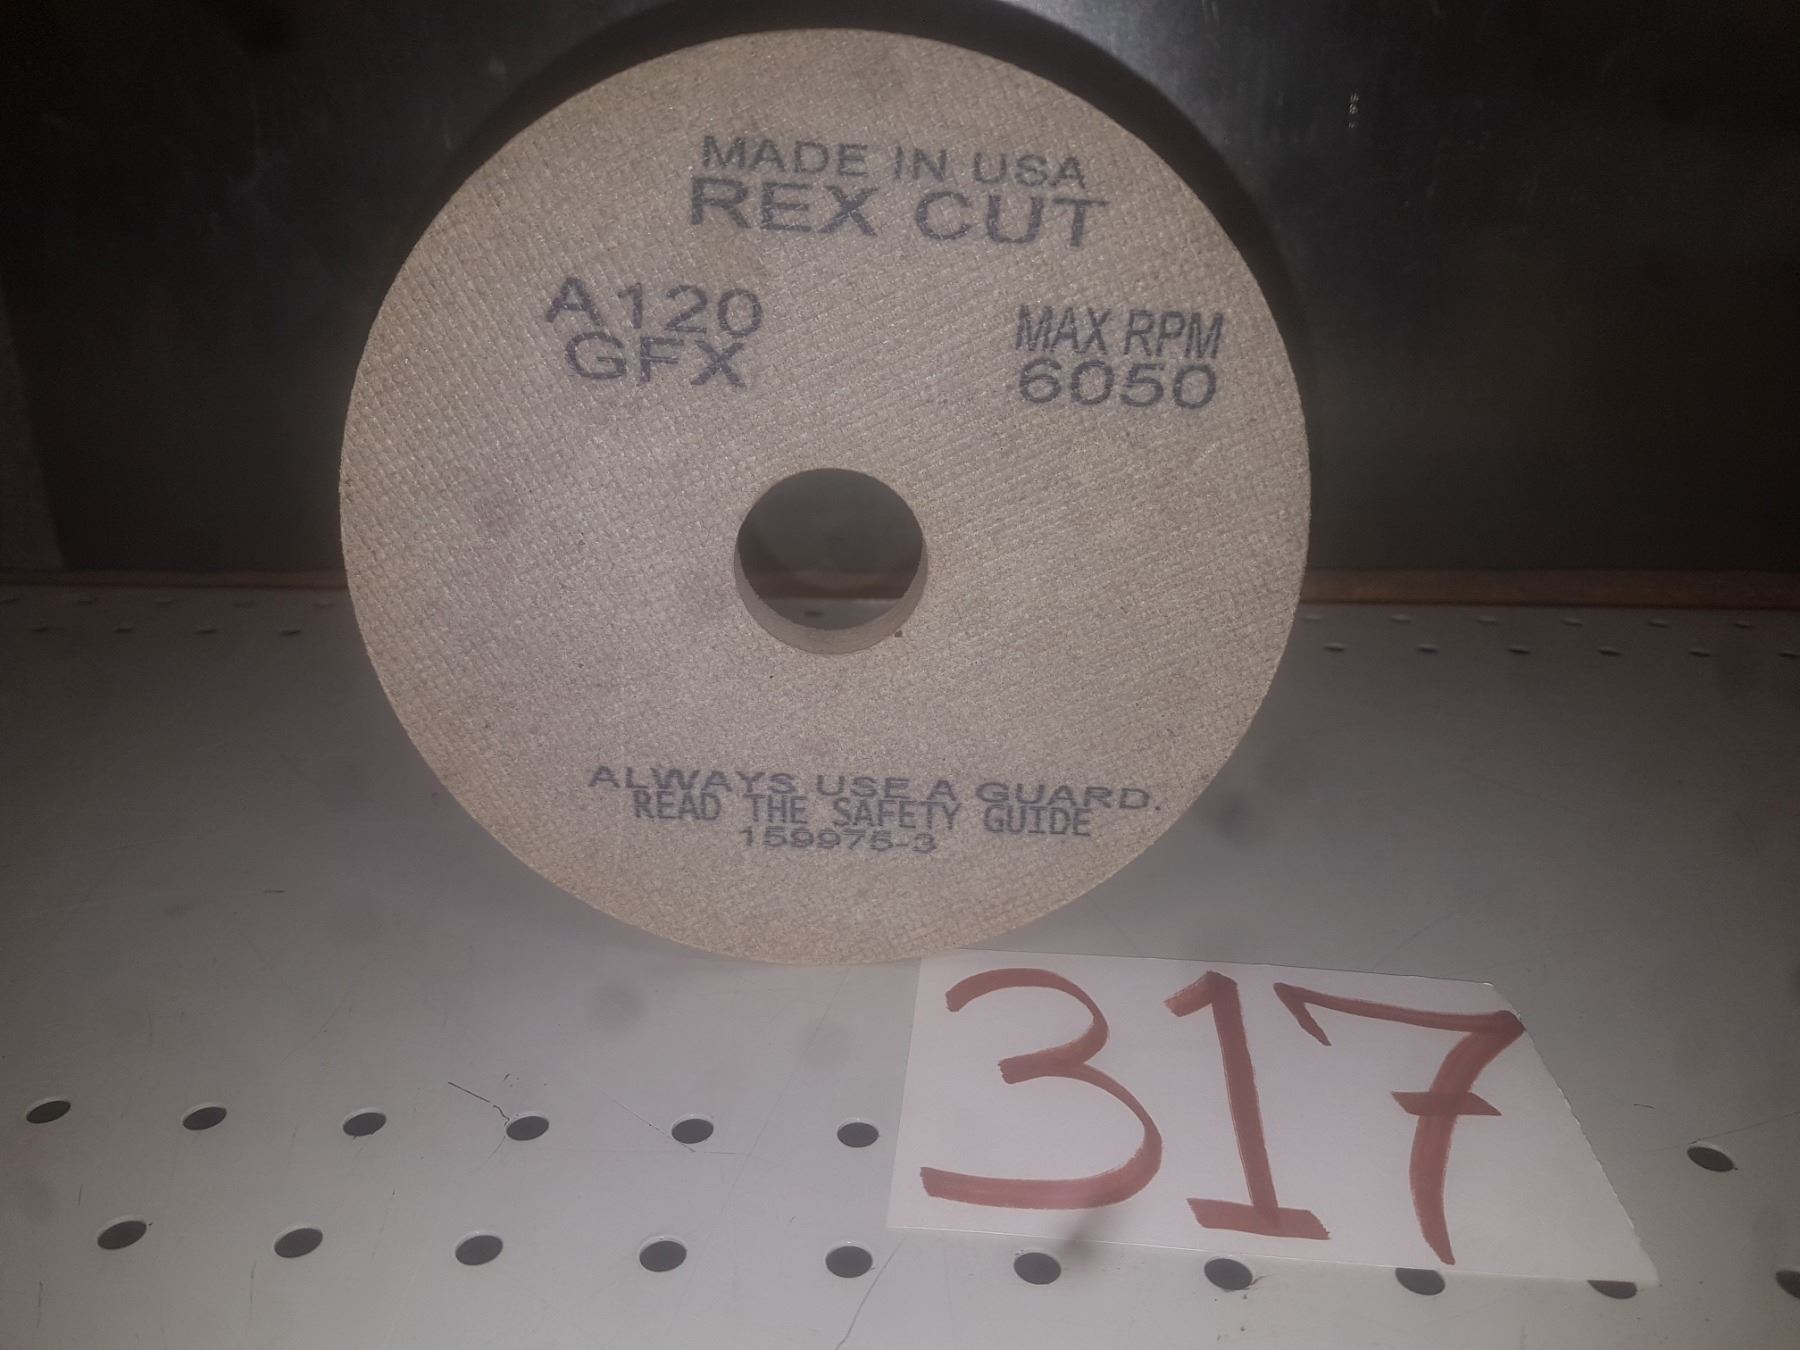 MADE IN USA
REX CUT
A120
GFX
MAX RPM
6050
ALWAYS USE A GUARD.
READ THE SAFETY GUIDE
159975-3
317